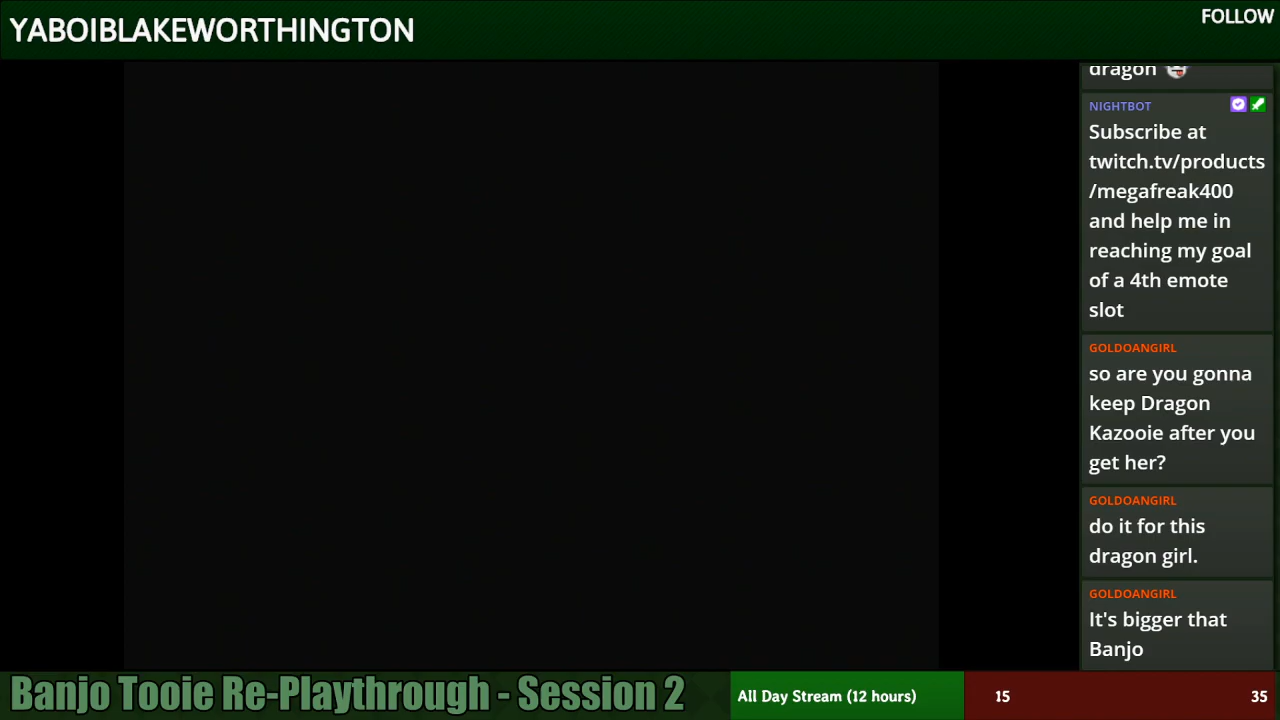 YABOIBLAKEWORTHINGTON
FOLLOW
dragon
NIGHTBOT
Subscribe at
twitch.tv/products
/megafreak400
and help me in
reaching my goal
of a 4th emote
slot
GOLDOANGIRL
so are you gonna
keep Dragon
Kazooie after you
get her?
GOLDOANGIRL
do it for this
dragon girl.
GOLDOANGIRL
It's bigger that
Banjo
Banjo Tooie Re-Playthrough - Session 2
All Day Stream (12 hours)
15
35